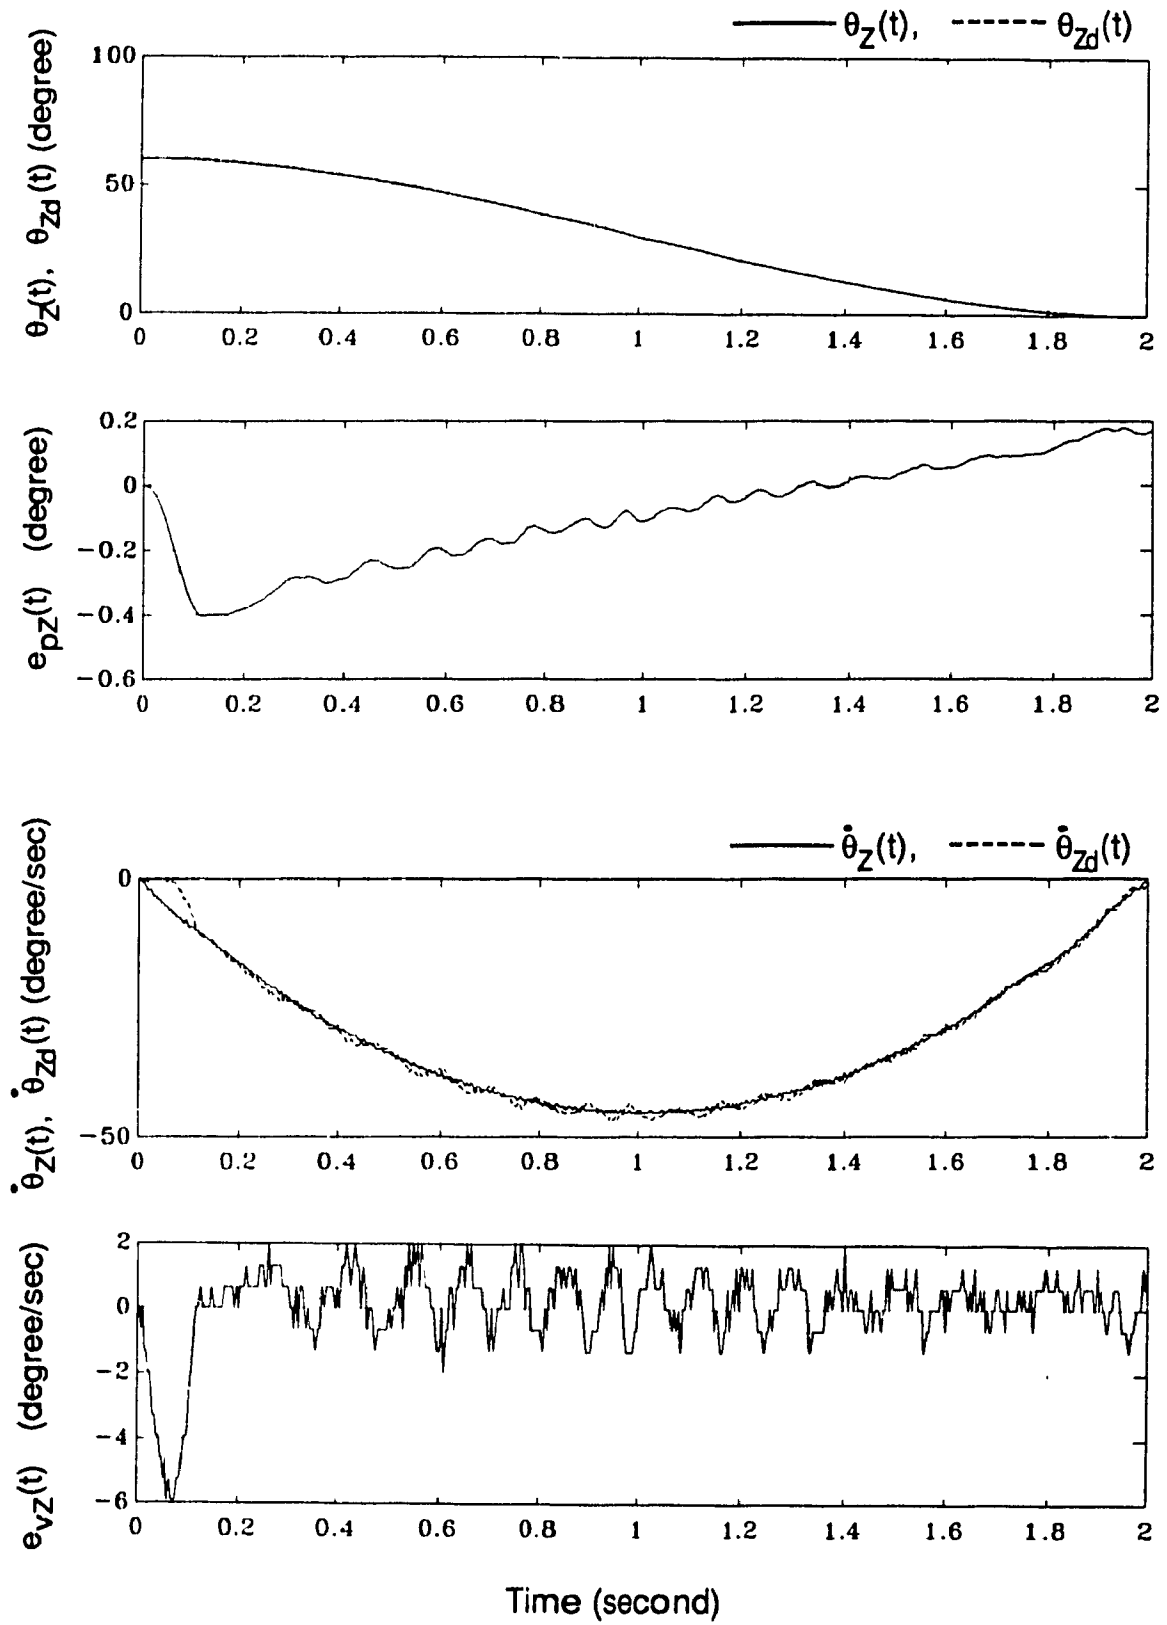 θZ(t), θZd(t)
θZ(t), θZd(t) (degree)
100
50
0
0 0.2 0.4 0.6 0.8 1 1.2 1.4 1.6 1.8 2
epZ(t) (degree)
0.2
0
−0.2
−0.4
−0.6
0 0.2 0.4 0.6 0.8 1 1.2 1.4 1.6 1.8 2
θ̇Z(t), θ̇Zd(t)
θ̇Z(t), θ̇Zd(t) (degree/sec)
0
−50
0 0.2 0.4 0.6 0.8 1 1.2 1.4 1.6 1.8 2
evZ(t) (degree/sec)
2
0
−2
−4
−6
0 0.2 0.4 0.6 0.8 1 1.2 1.4 1.6 1.8 2
Time (second)